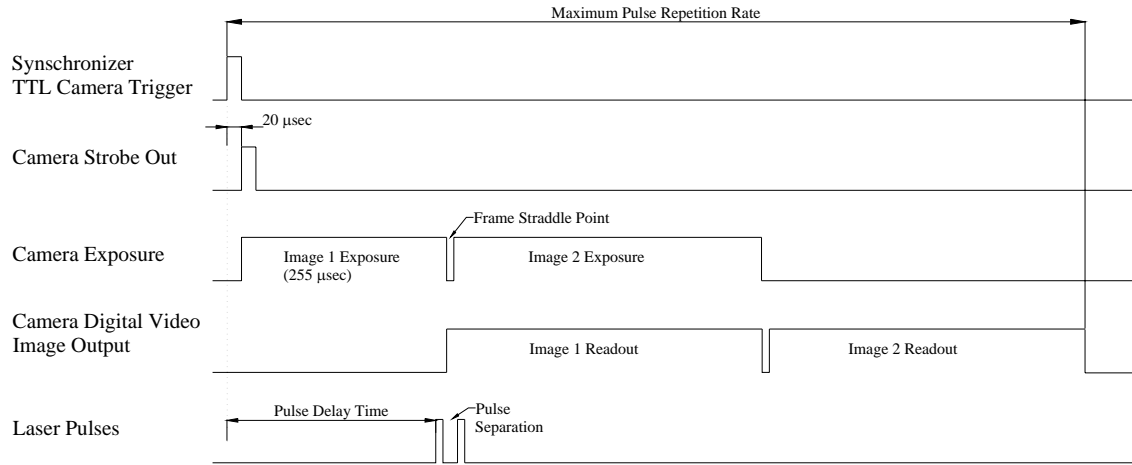 Maximum Pulse Repetition Rate
Synschronizer
TTL Camera Trigger
20 µsec
Camera Strobe Out
Frame Straddle Point
Camera Exposure
Image 1 Exposure
(255 µsec)
Image 2 Exposure
Camera Digital Video
Image Output
Image 1 Readout
Image 2 Readout
Pulse Delay Time
Pulse
Separation
Laser Pulses